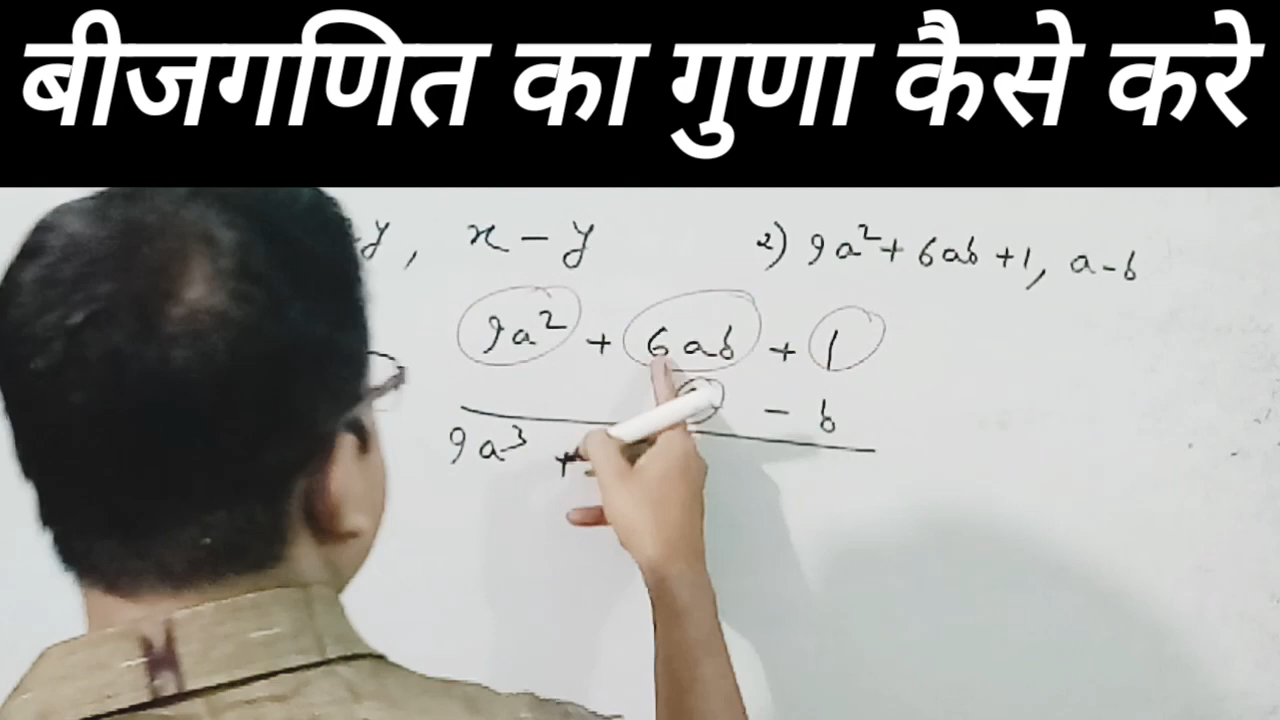 बीजगणित का गुणा कैसे करे
y, x - y
2) 9a² + 6ab + 1, a - b
9a² + 6ab + 1
- b
9a³ +